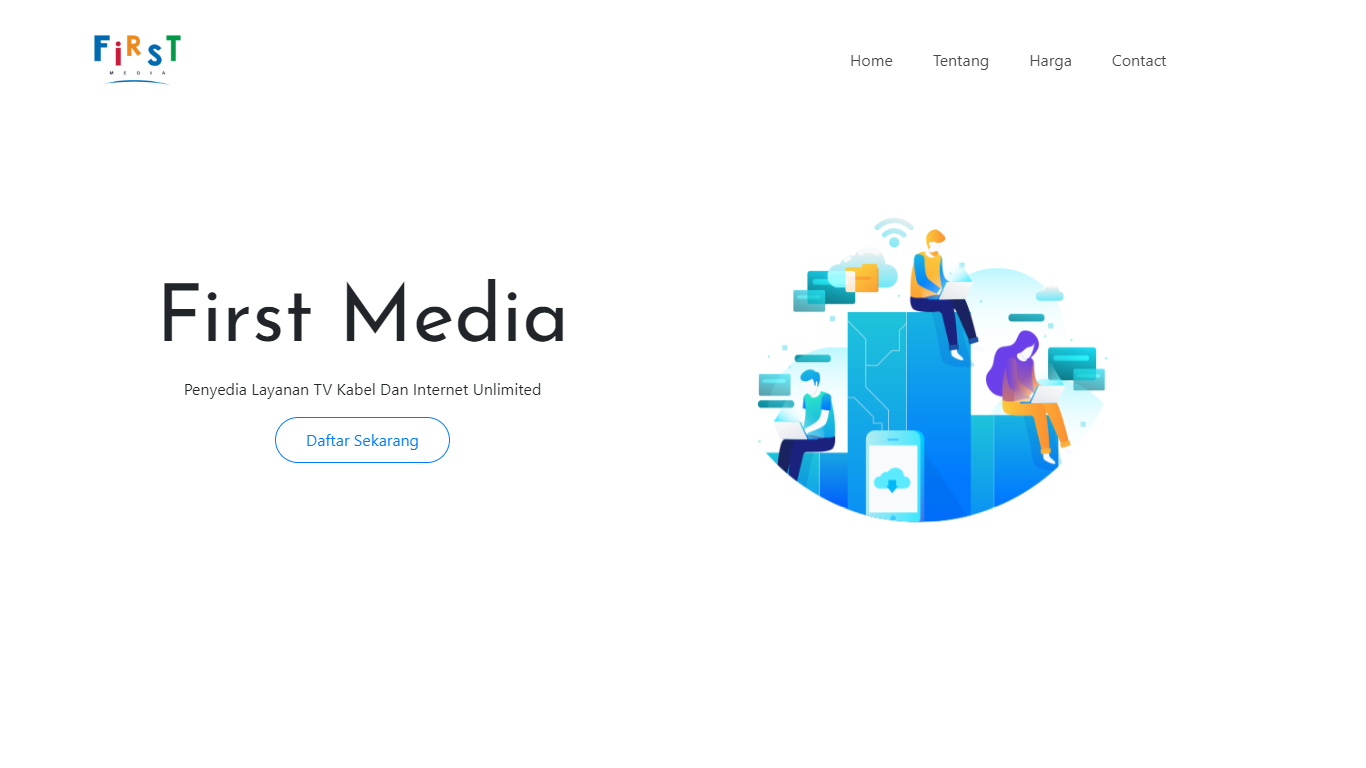 FiRST
MEDIA
Home Tentang Harga Contact
First Media
Penyedia Layanan TV Kabel Dan Internet Unlimited
Daftar Sekarang